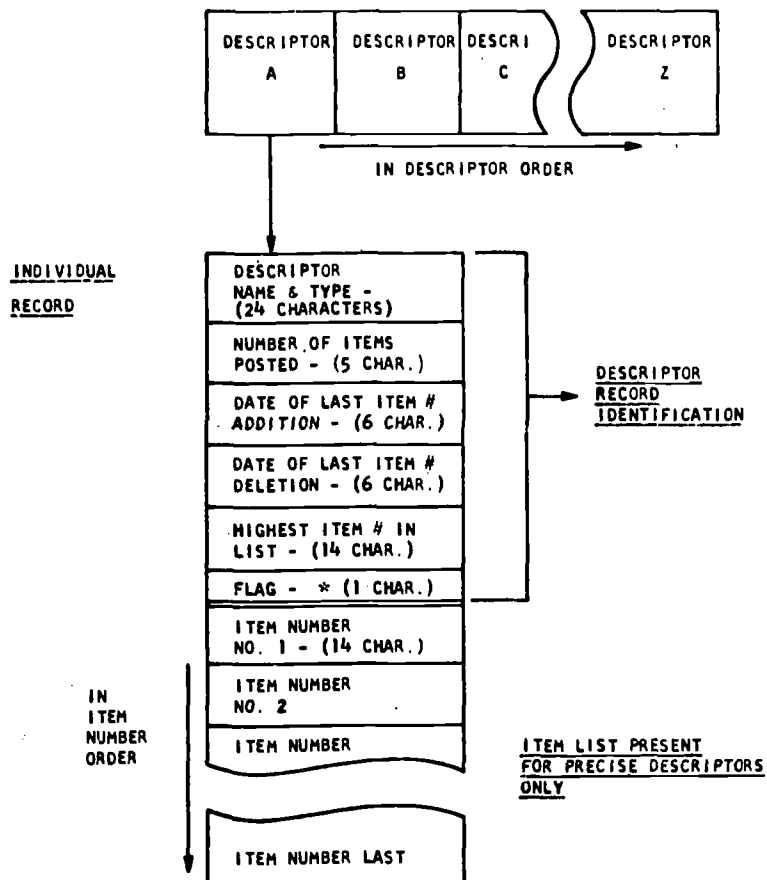 DESCRIPTOR A
DESCRIPTOR B
DESCRI C
DESCRIPTOR Z
IN DESCRIPTOR ORDER
INDIVIDUAL
RECORD
DESCRIPTOR
NAME & TYPE -
(24 CHARACTERS)
NUMBER OF ITEMS
POSTED - (5 CHAR.)
DATE OF LAST ITEM #
ADDITION - (6 CHAR.)
DATE OF LAST ITEM #
DELETION - (6 CHAR.)
HIGHEST ITEM # IN
LIST - (14 CHAR.)
FLAG - * (1 CHAR.)
DESCRIPTOR
RECORD
IDENTIFICATION
ITEM NUMBER
NO. 1 - (14 CHAR.)
ITEM NUMBER
NO. 2
ITEM NUMBER
IN
ITEM
NUMBER
ORDER
ITEM LIST PRESENT
FOR PRECISE DESCRIPTORS
ONLY
ITEM NUMBER LAST